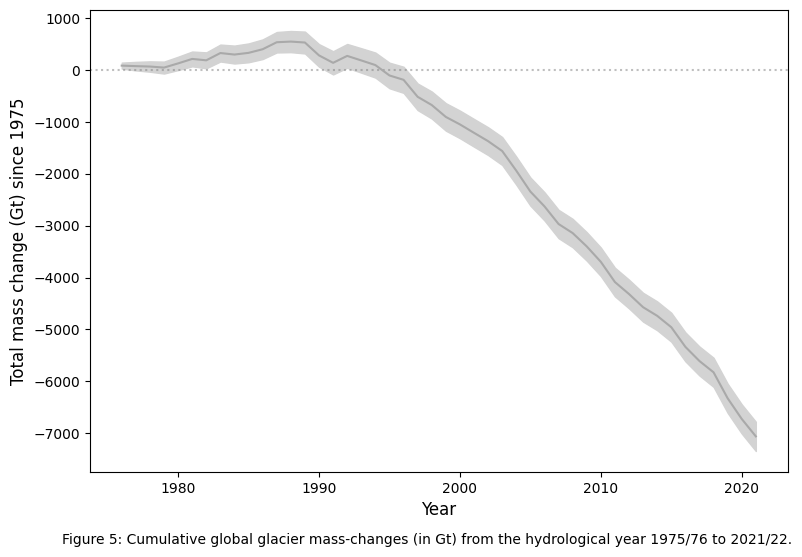 1000
0
−1000
−2000
−3000
−4000
−5000
−6000
−7000
Total mass change (Gt) since 1975
1980 1990 2000 2010 2020
Year
Figure 5: Cumulative global glacier mass-changes (in Gt) from the hydrological year 1975/76 to 2021/22.